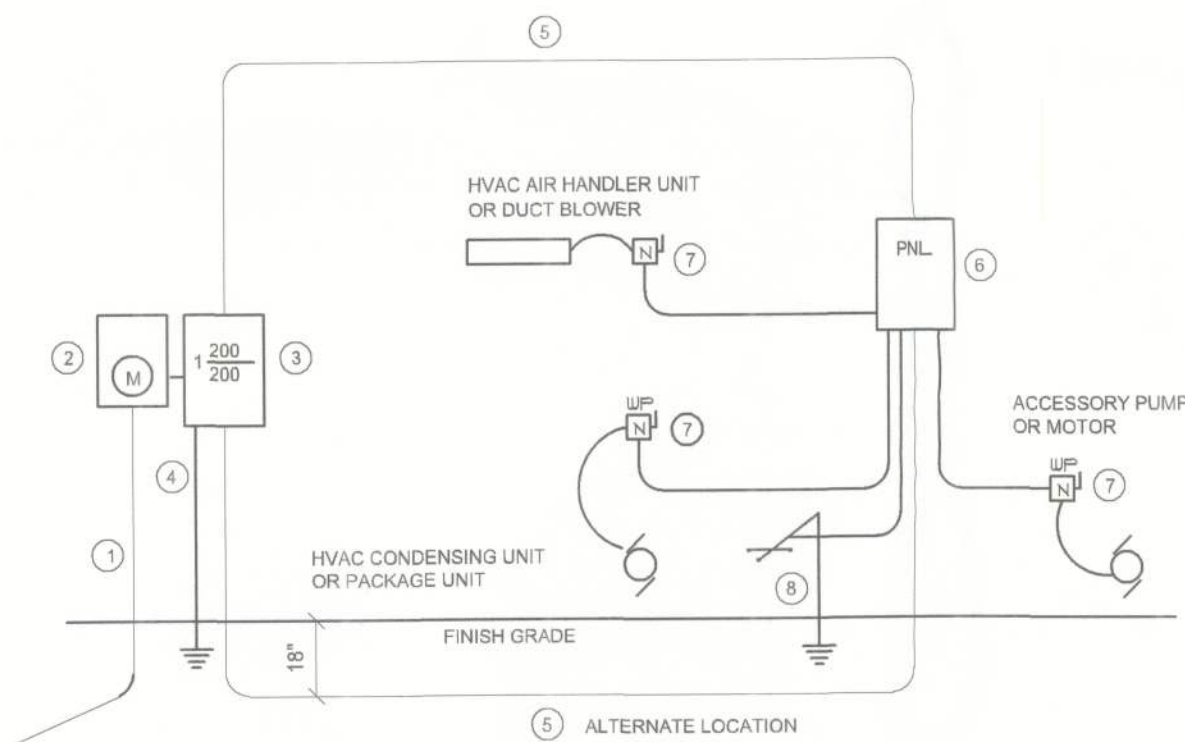 5
HVAC AIR HANDLER UNIT
OR DUCT BLOWER
N
7
PNL
6
2
M
1 200
200
3
WP
N
7
ACCESSORY PUMP
OR MOTOR
WP
N
7
4
1
HVAC CONDENSING UNIT
OR PACKAGE UNIT
8
FINISH GRADE
18"
5 ALTERNATE LOCATION